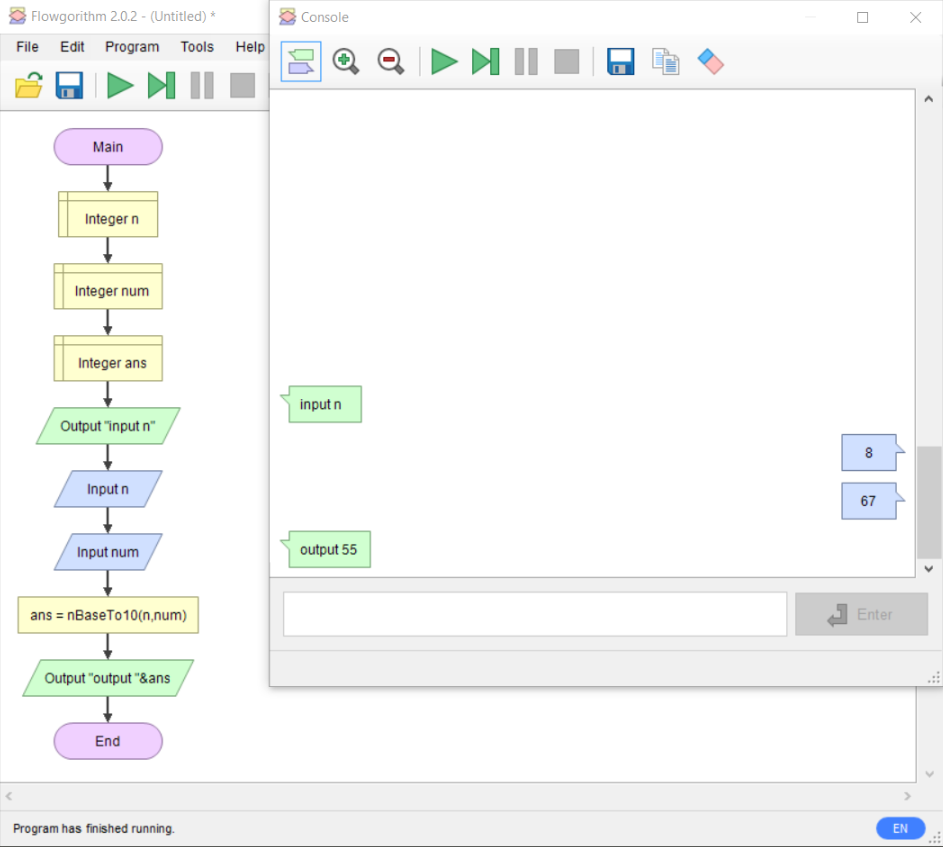 Flowgorithm 2.0.2 - (Untitled) *
File Edit Program Tools Help
Main
Integer n
Integer num
Integer ans
Output "input n"
Input n
Input num
ans = nBaseTo10(n,num)
Output "output "&ans
End
Program has finished running.
EN
Console
input n
8
67
output 55
Enter